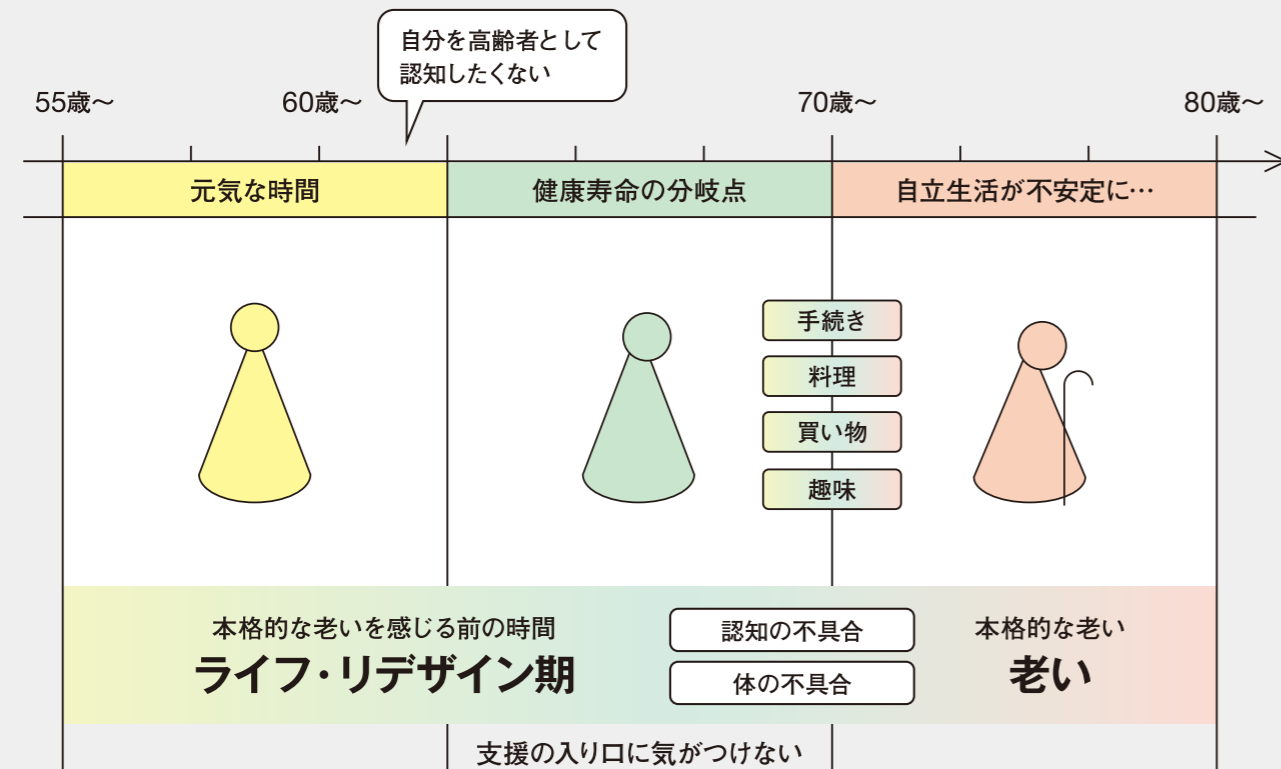 自分を高齢者として
認知したくない
55歳〜
60歳〜
70歳〜
80歳〜
元気な時間
健康寿命の分岐点
自立生活が不安定に…
手続き
料理
買い物
趣味
本格的な老いを感じる前の時間
ライフ・リデザイン期
認知の不具合
体の不具合
本格的な老い
老い
支援の入り口に気がつけない